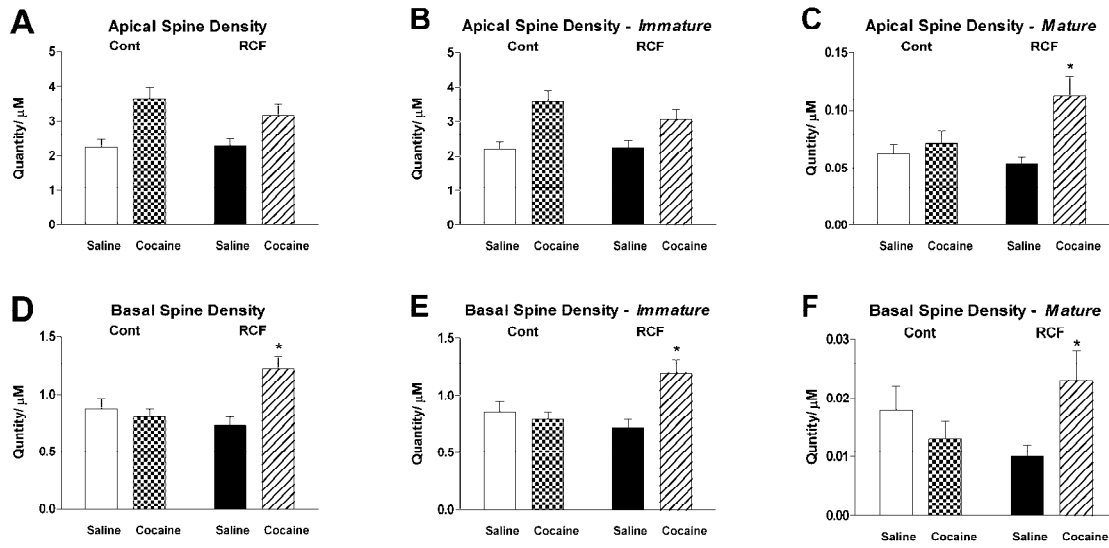 A
Apical Spine Density
Cont RCF
Quantity/ μM
5
4
3
2
1
0
Saline Cocaine Saline Cocaine
B
Apical Spine Density - Immature
Cont RCF
Quantity/ μM
5
4
3
2
1
0
Saline Cocaine Saline Cocaine
C
Apical Spine Density - Mature
Cont RCF
*
Quntity/ μM
0.15
0.10
0.05
0.00
Saline Cocaine Saline Cocaine
D
Basal Spine Density
Cont RCF
*
Quntity/ μM
1.5
1.0
0.5
0.0
Saline Cocaine Saline Cocaine
E
Basal Spine Density - Immature
Cont RCF
*
Quntity/ μM
1.5
1.0
0.5
0.0
Saline Cocaine Saline Cocaine
F
Basal Spine Density - Mature
Cont RCF
*
Quntity/ μM
0.03
0.02
0.01
0.00
Saline Cocaine Saline Cocaine